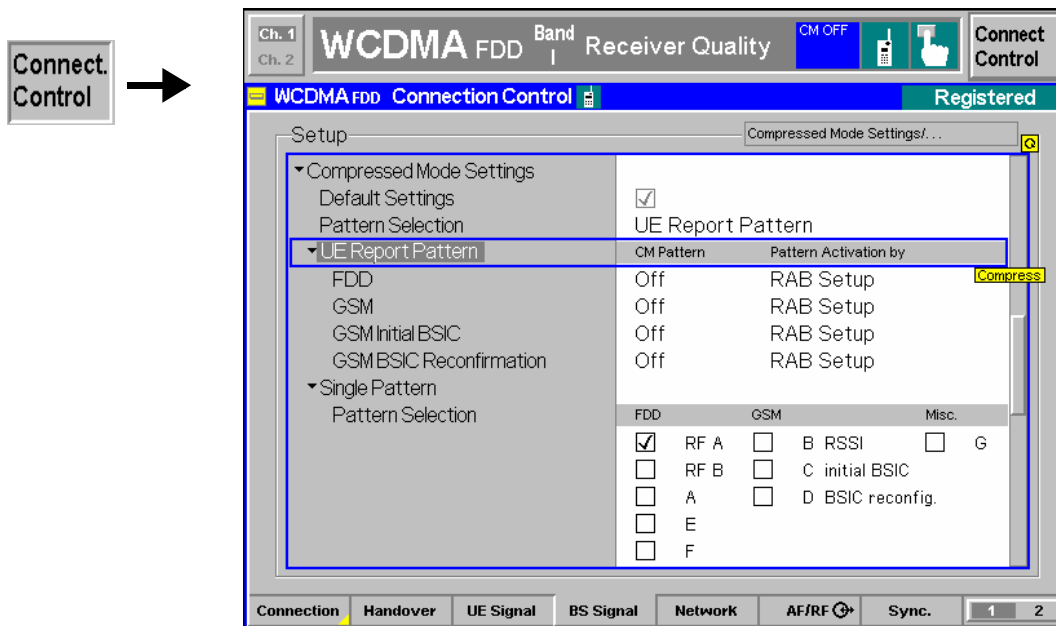 Connect.
Control
Ch. 1
Ch. 2
WCDMA FDD Band I Receiver Quality
CM OFF
Connect
Control
WCDMA FDD Connection Control
Registered
Setup
Compressed Mode Settings/...
Compressed Mode Settings
Default Settings
Pattern Selection UE Report Pattern
UE Report Pattern CM Pattern Pattern Activation by
Compress
FDD Off RAB Setup
GSM Off RAB Setup
GSM Initial BSIC Off RAB Setup
GSM BSIC Reconfirmation Off RAB Setup
Single Pattern
Pattern Selection FDD GSM Misc.
RF A B RSSI G
RF B C initial BSIC
A D BSIC reconfig.
E
F
Connection Handover UE Signal BS Signal Network AF/RF Sync. 1 2